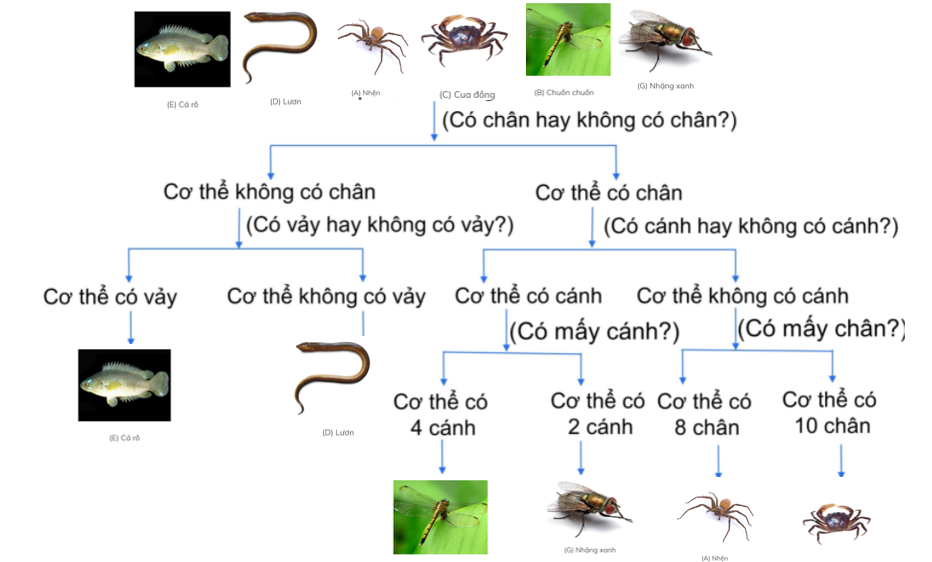 (E) Cá rô
(D) Lươn
(A) Nhện
(C) Cua đồng
(B) Chuồn chuồn
(G) Nhặng xanh
(Có chân hay không có chân?)
Cơ thể không có chân
Cơ thể có chân
(Có vảy hay không có vảy?)
(Có cánh hay không có cánh?)
Cơ thể có vảy
Cơ thể không có vảy
Cơ thể có cánh
Cơ thể không có cánh
(Có mấy cánh?)
(Có mấy chân?)
Cơ thể có
4 cánh
Cơ thể có
2 cánh
Cơ thể có
8 chân
Cơ thể có
10 chân
(E) Cá rô
(D) Lươn
(G) Nhặng xanh
(A) Nhện